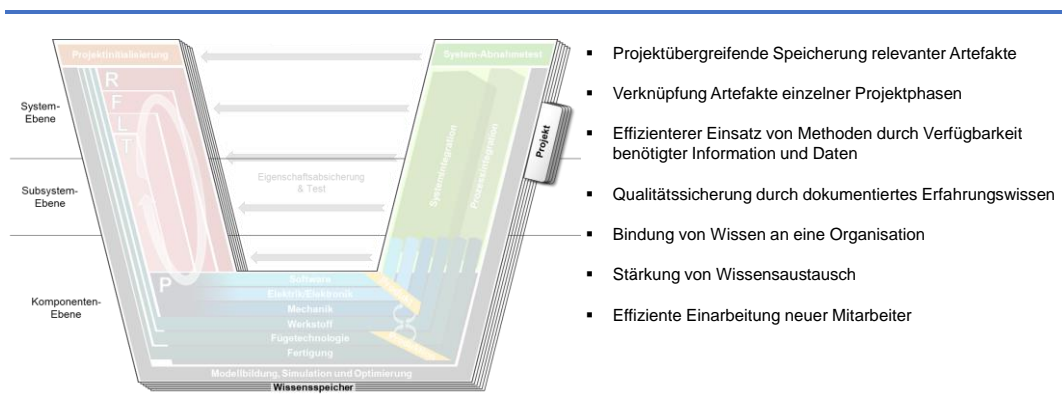 Projektinitialisierung
System-Abnahmetest
R
F
L
T
P
System-
Ebene
Subsystem-
Ebene
Komponenten-
Ebene
Eigenschaftsabsicherung
& Test
Systemintegration
Prozessintegration
Projekt
Software
Elektrik/Elektronik
Mechanik
Werkstoff
Fügetechnologie
Fertigung
Modellbildung, Simulation und Optimierung
Wissensspeicher
▪ Projektübergreifende Speicherung relevanter Artefakte
▪ Verknüpfung Artefakte einzelner Projektphasen
▪ Effizienterer Einsatz von Methoden durch Verfügbarkeit
benötigter Information und Daten
▪ Qualitätssicherung durch dokumentiertes Erfahrungswissen
▪ Bindung von Wissen an eine Organisation
▪ Stärkung von Wissensaustausch
▪ Effiziente Einarbeitung neuer Mitarbeiter